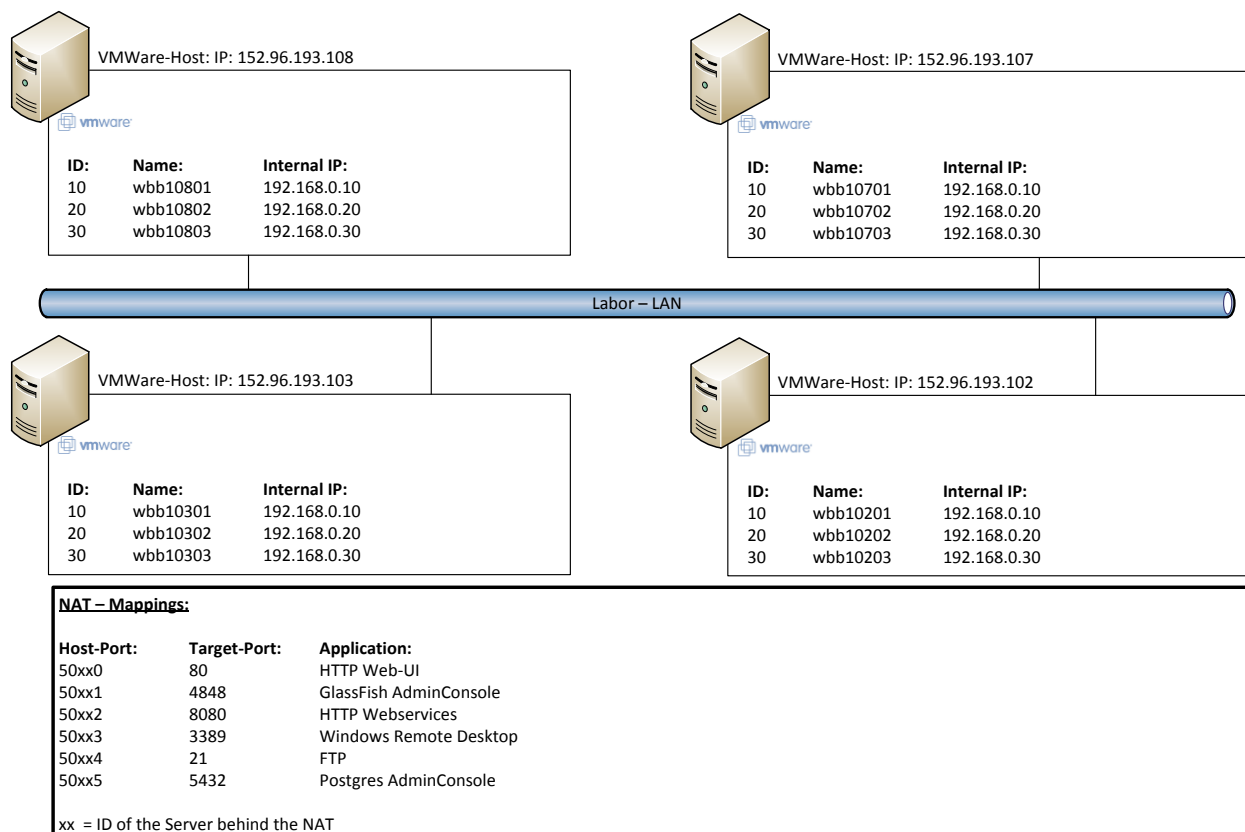 VMWare-Host: IP: 152.96.193.108
vmware
ID: Name: Internal IP:
10 wbb10801 192.168.0.10
20 wbb10802 192.168.0.20
30 wbb10803 192.168.0.30
VMWare-Host: IP: 152.96.193.107
vmware
ID: Name: Internal IP:
10 wbb10701 192.168.0.10
20 wbb10702 192.168.0.20
30 wbb10703 192.168.0.30
Labor – LAN
VMWare-Host: IP: 152.96.193.103
vmware
ID: Name: Internal IP:
10 wbb10301 192.168.0.10
20 wbb10302 192.168.0.20
30 wbb10303 192.168.0.30
VMWare-Host: IP: 152.96.193.102
vmware
ID: Name: Internal IP:
10 wbb10201 192.168.0.10
20 wbb10202 192.168.0.20
30 wbb10203 192.168.0.30
NAT – Mappings:
Host-Port: Target-Port: Application:
50xx0 80 HTTP Web-UI
50xx1 4848 GlassFish AdminConsole
50xx2 8080 HTTP Webservices
50xx3 3389 Windows Remote Desktop
50xx4 21 FTP
50xx5 5432 Postgres AdminConsole
xx = ID of the Server behind the NAT